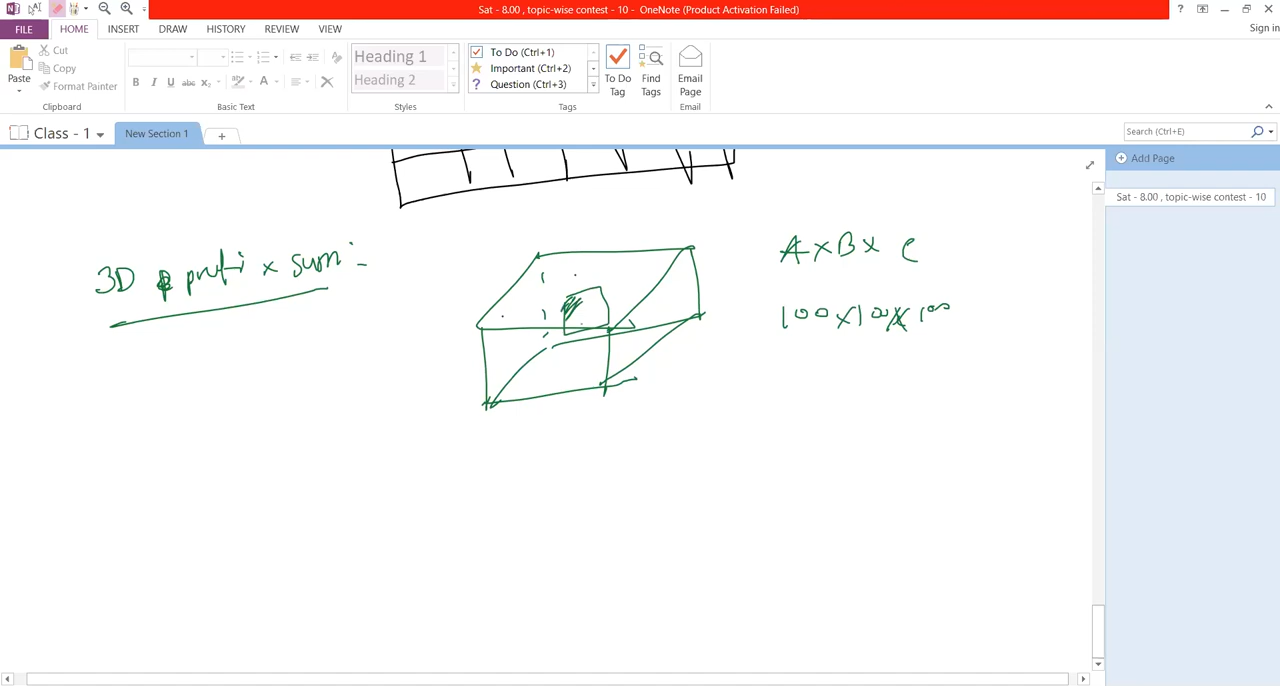 Sat - 8.00 , topic-wise contest - 10 - OneNote (Product Activation Failed)
FILE HOME INSERT DRAW HISTORY REVIEW VIEW Sign in
Paste Cut Copy Format Painter
Clipboard
B I U abc x₂ A
Basic Text
Heading 1
Heading 2
Styles
To Do (Ctrl+1)
Important (Ctrl+2)
Question (Ctrl+3)
Tags
To Do Tag
Find Tags
Email Page
Email
Class - 1 New Section 1
Search (Ctrl+E)
Add Page
Sat - 8.00 , topic-wise contest - 10
3D prefix sum :-
A × B × C
100 × 100 × 100